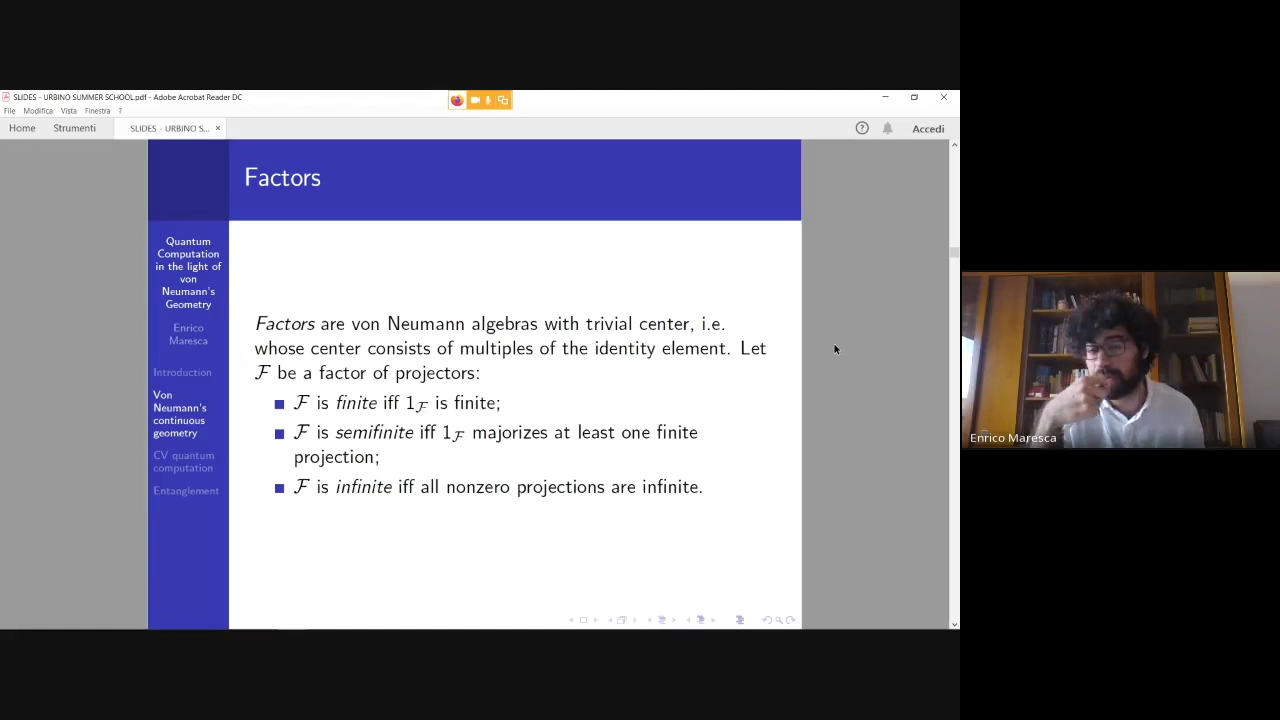 SLIDES - URBINO SUMMER SCHOOL.pdf - Adobe Acrobat Reader DC
File Modifica Vista Finestra ?
Home Strumenti SLIDES - URBINO S... × Accedi
Factors
Quantum
Computation
in the light of
von
Neumann's
Geometry
Enrico
Maresca
Introduction
Von
Neumann's
continuous
geometry
CV quantum
computation
Entanglement
Factors are von Neumann algebras with trivial center, i.e.
whose center consists of multiples of the identity element. Let
ℱ be a factor of projectors:
ℱ is finite iff 1ℱ is finite;
ℱ is semifinite iff 1ℱ majorizes at least one finite
projection;
ℱ is infinite iff all nonzero projections are infinite.
Enrico Maresca